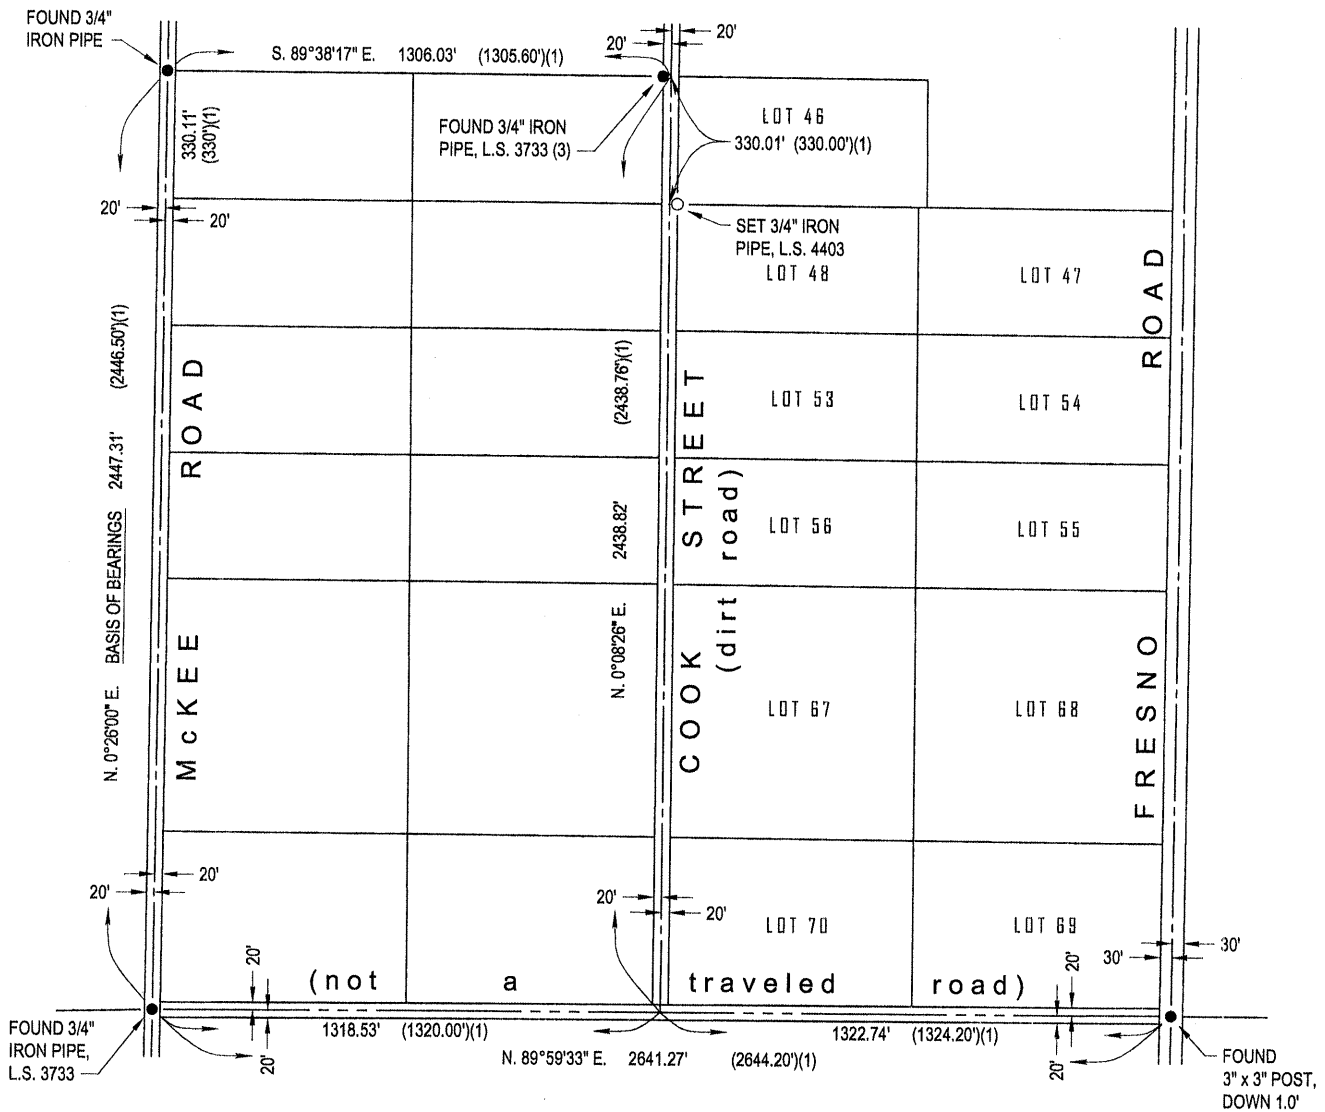 FOUND 3/4"
IRON PIPE
S. 89°38'17" E. 1306.03' (1305.60')(1)
20'
20'
330.11'
(330')(1)
FOUND 3/4" IRON
PIPE, L.S. 3733 (3)
LOT 46
330.01' (330.00')(1)
20'
20'
SET 3/4" IRON
PIPE, L.S. 4403
LOT 48
LOT 47
N. 0°26'00" E. BASIS OF BEARINGS 2447.31' (2446.50')(1)
McKEE ROAD
N. 0°08'26" E. 2438.82' (2438.76')(1)
COOK STREET
(dirt road)
FRESNO ROAD
LOT 53
LOT 54
LOT 56
LOT 55
LOT 67
LOT 68
20'
20'
20'
20'
LOT 70
LOT 69
30'
30'
20'
20'
(not a traveled road)
20'
20'
FOUND 3/4"
IRON PIPE,
L.S. 3733
1318.53' (1320.00')(1)
1322.74' (1324.20')(1)
N. 89°59'33" E. 2641.27' (2644.20')(1)
FOUND
3" x 3" POST,
DOWN 1.0'